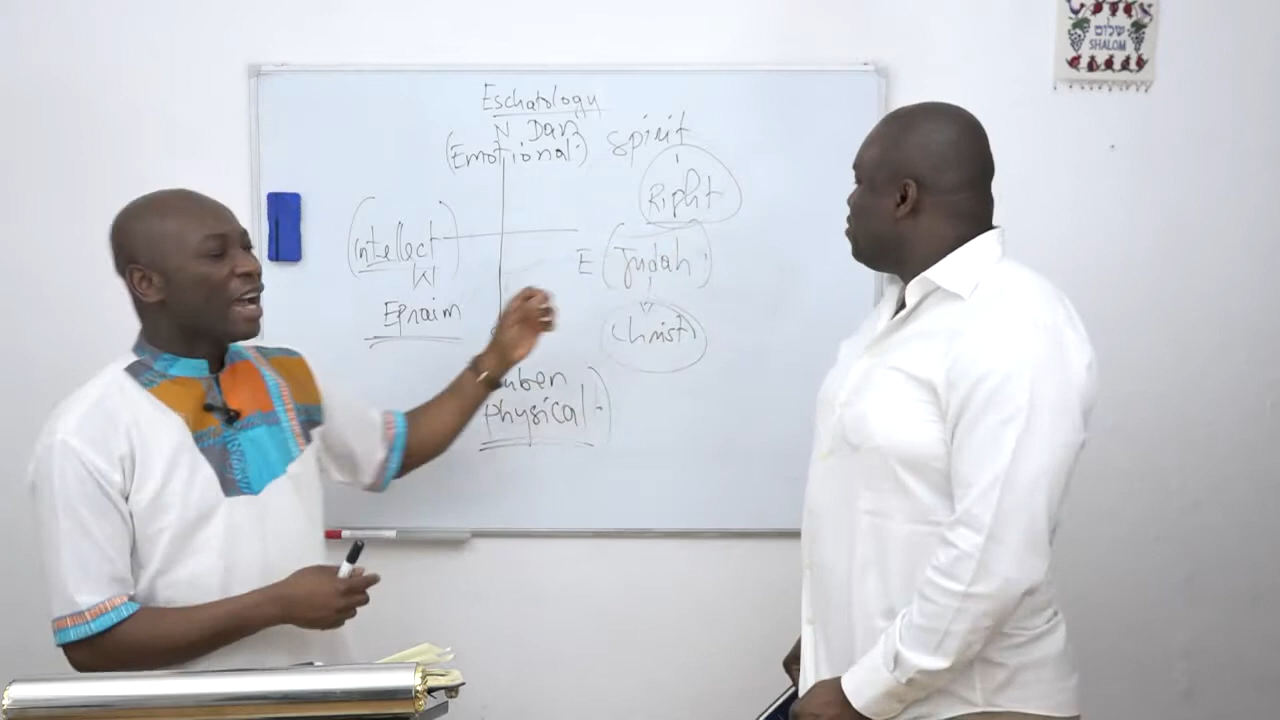 Eschatology
N Dan
(Emotional)
spirit
Right
(intellect)
W
Epraim
E (Judah)
Christ
uben
physical
שלום
SHALOM